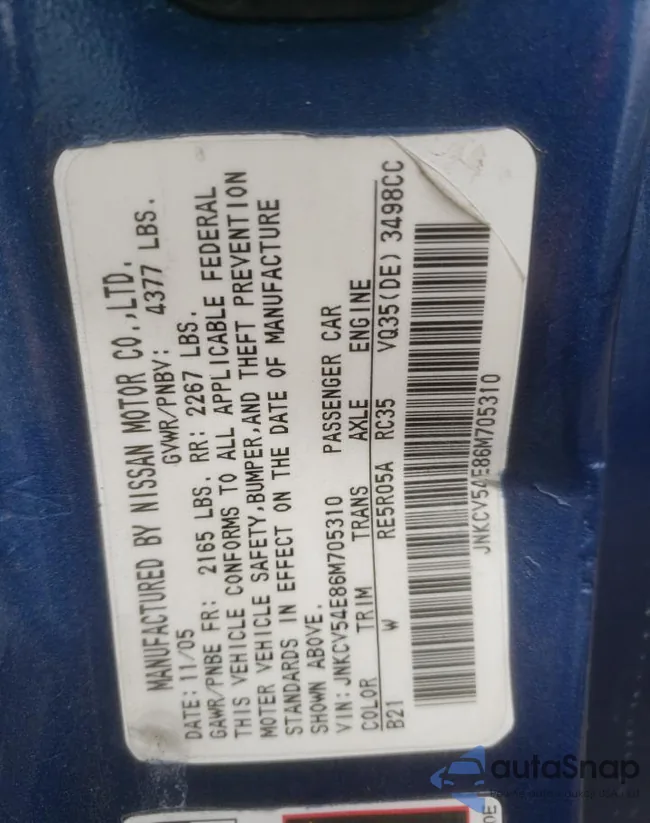 MANUFACTURED BY NISSAN MOTOR CO.,LTD.
DATE: 11/05 GVWR/PNBV: 4377 LBS.
GAWR/PNBE FR: 2165 LBS. RR: 2267 LBS.
THIS VEHICLE CONFORMS TO ALL APPLICABLE FEDERAL
MOTOR VEHICLE SAFETY,BUMPER,AND THEFT PREVENTION
STANDARDS IN EFFECT ON THE DATE OF MANUFACTURE
SHOWN ABOVE.
VIN: JNKCV54E86M705310 PASSENGER CAR
COLOR TRIM TRANS AXLE ENGINE
B21 W RE5R05A RC35 VQ35(DE) 3498CC
JNKCV54E86M705310
autaSnap